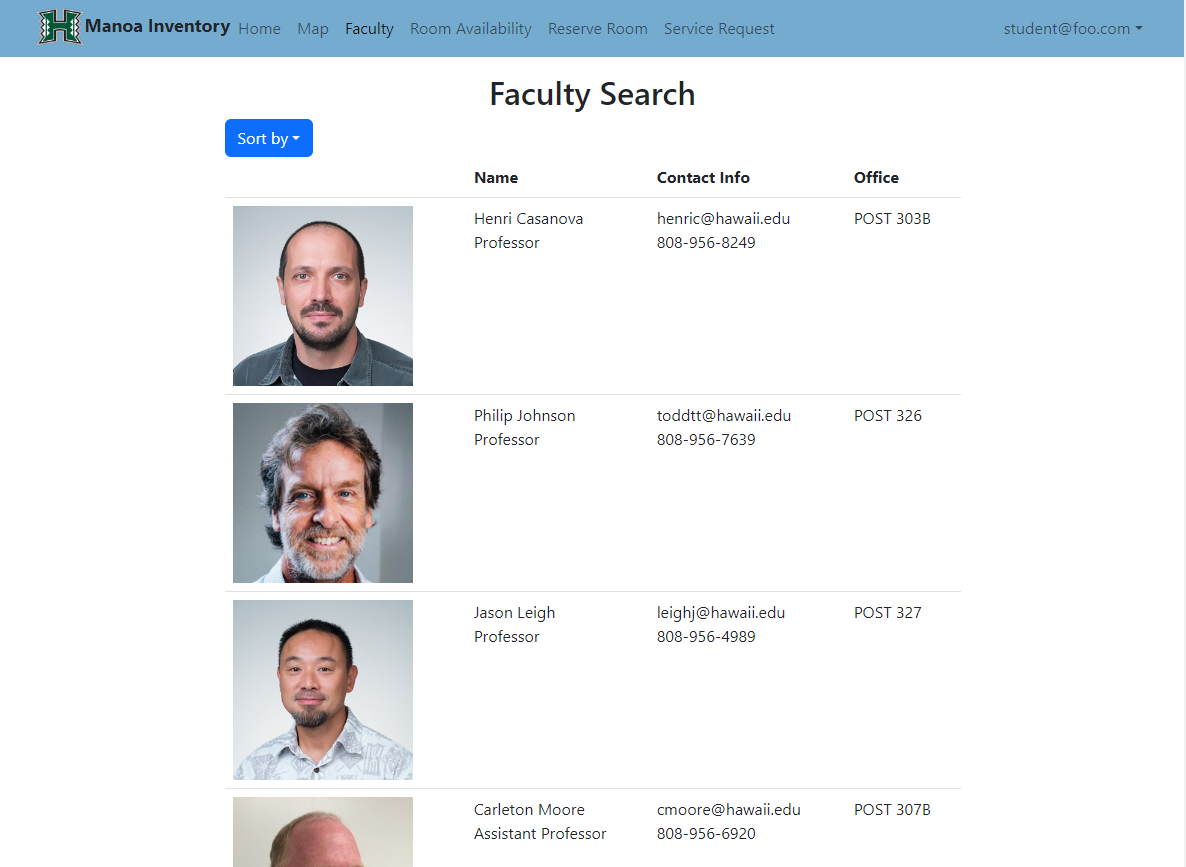 Manoa Inventory Home Map Faculty Room Availability Reserve Room Service Request student@foo.com
Faculty Search
Sort by
Name Contact Info Office
Henri Casanova henric@hawaii.edu POST 303B
Professor 808-956-8249
Philip Johnson toddtt@hawaii.edu POST 326
Professor 808-956-7639
Jason Leigh leighj@hawaii.edu POST 327
Professor 808-956-4989
Carleton Moore cmoore@hawaii.edu POST 307B
Assistant Professor 808-956-6920